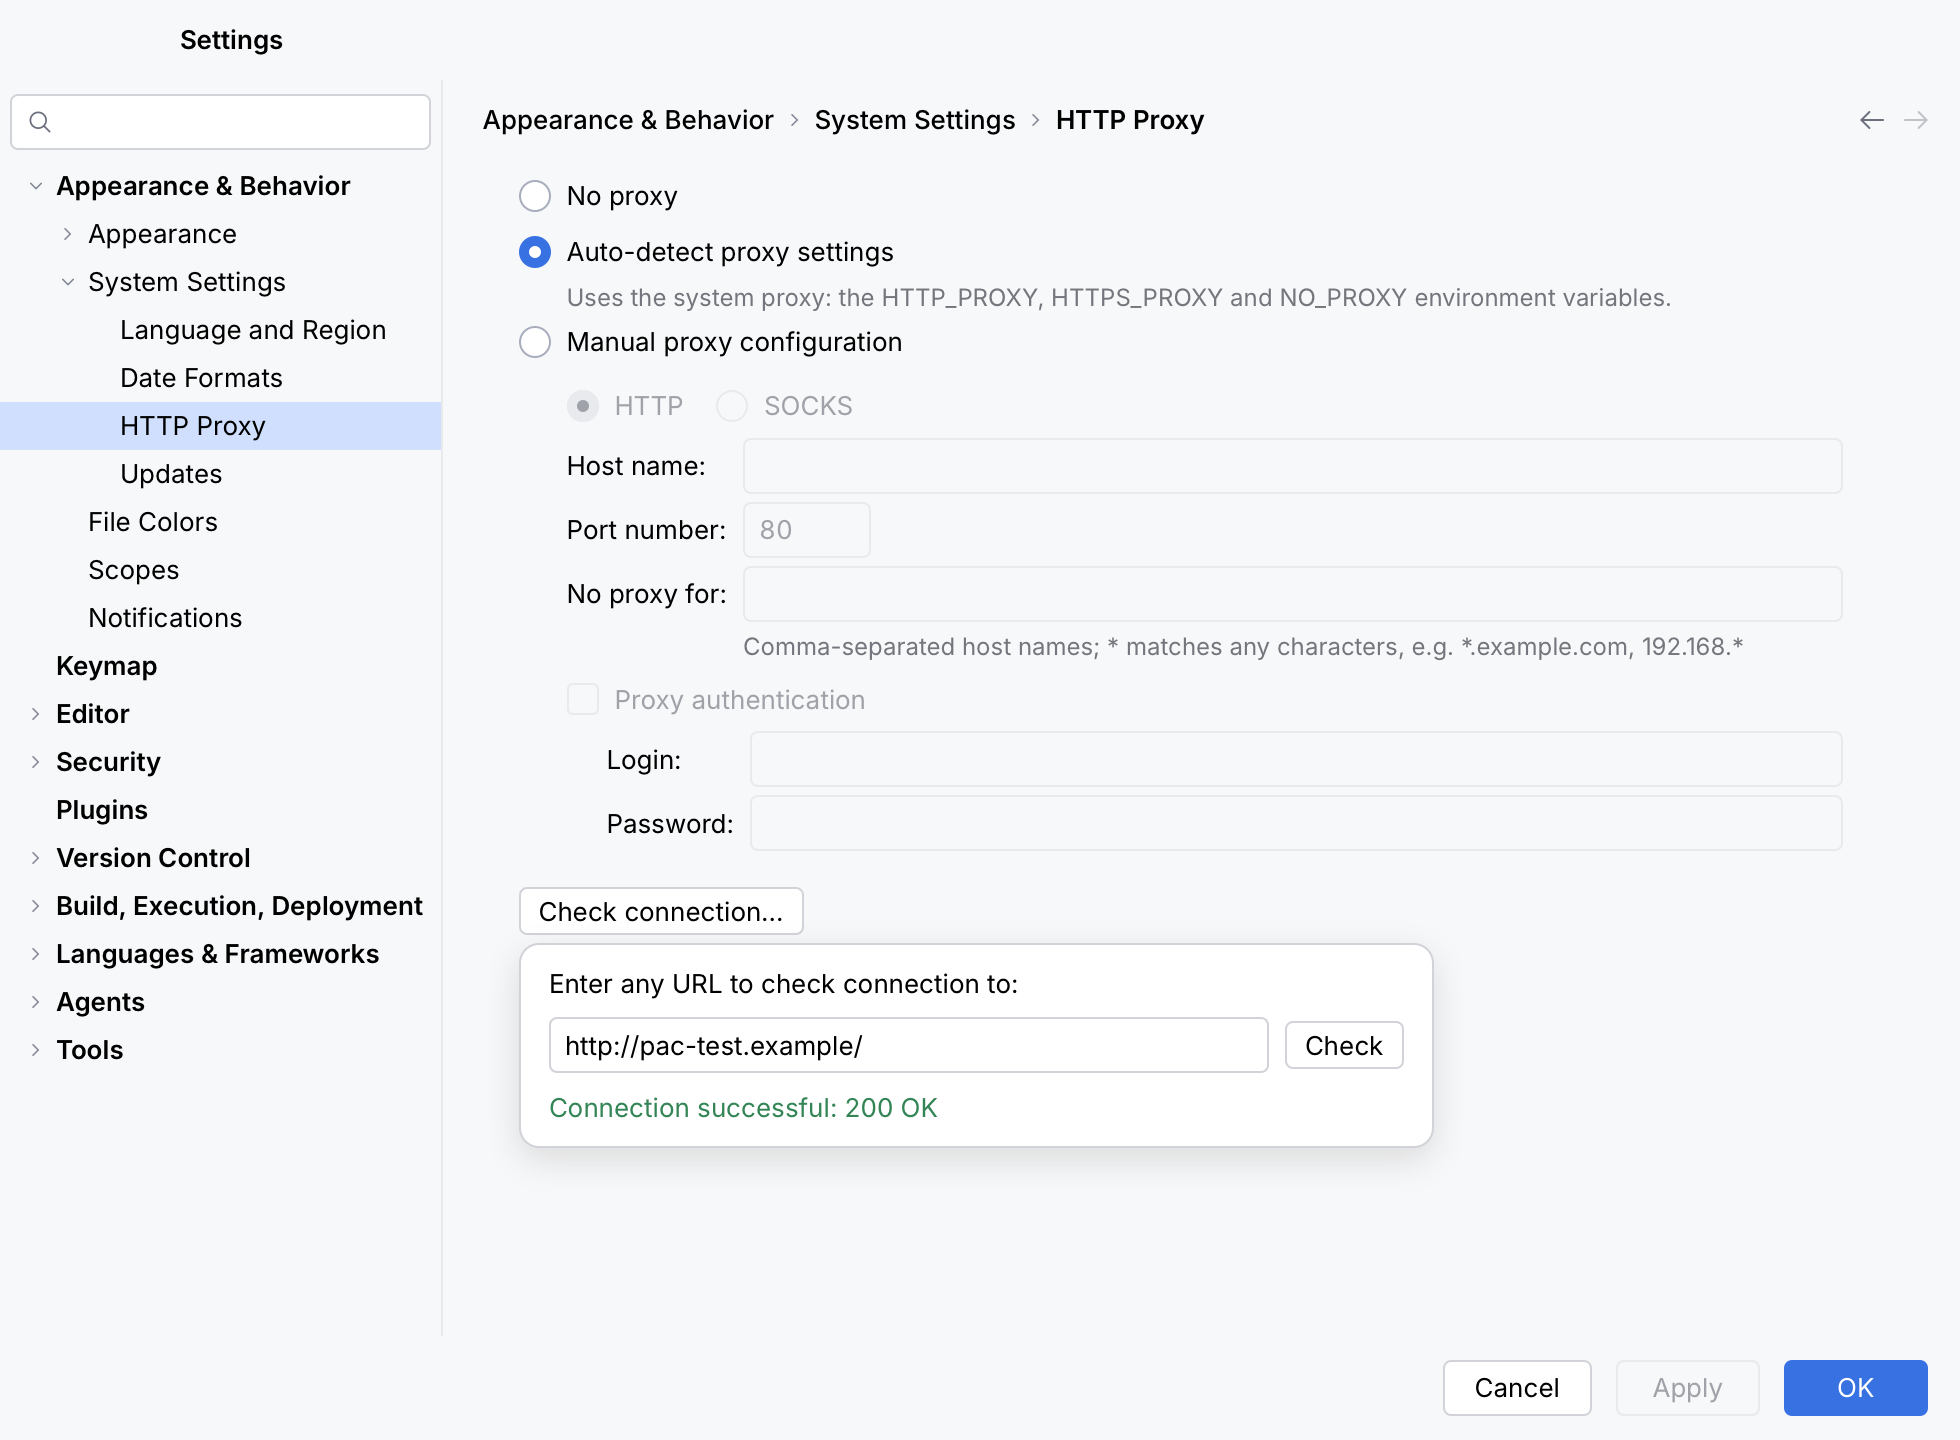 Settings
Appearance & Behavior
Appearance
System Settings
Language and Region
Date Formats
HTTP Proxy
Updates
File Colors
Scopes
Notifications
Keymap
Editor
Security
Plugins
Version Control
Build, Execution, Deployment
Languages & Frameworks
Agents
Tools
Appearance & Behavior › System Settings › HTTP Proxy
No proxy
Auto-detect proxy settings
Uses the system proxy: the HTTP_PROXY, HTTPS_PROXY and NO_PROXY environment variables.
Manual proxy configuration
HTTP SOCKS
Host name:
Port number: 80
No proxy for:
Comma-separated host names; * matches any characters, e.g. *.example.com, 192.168.*
Proxy authentication
Login:
Password:
Check connection...
Enter any URL to check connection to:
http://pac-test.example/ Check
Connection successful: 200 OK
Cancel Apply OK